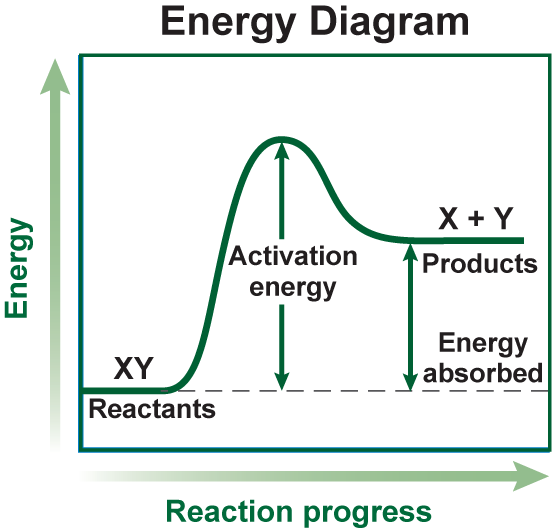 Energy Diagram
Energy
X + Y
Products
Activation
energy
Energy
absorbed
XY
Reactants
Reaction progress